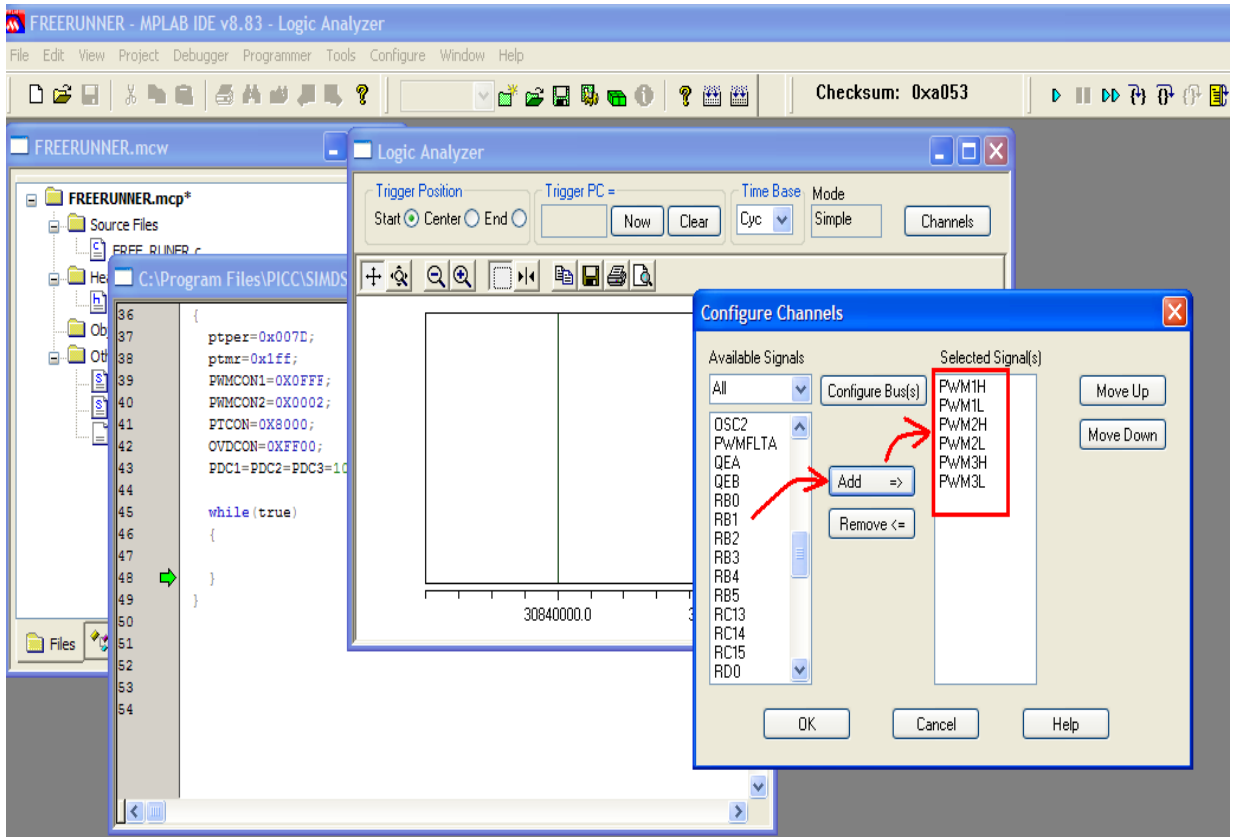 FREERUNNER - MPLAB IDE v8.83 - Logic Analyzer
File Edit View Project Debugger Programmer Tools Configure Window Help
Checksum: 0xa053
FREERUNNER.mcw
FREERUNNER.mcp*
Source Files
FREE_RUNER.c
He
Ob
Oth
Files
C:\Program Files\PICC\SIMDS
36 {
37 ptper=0x007D;
38 ptmr=0x1ff;
39 PWMCON1=0X0FFF;
40 PWMCON2=0X0002;
41 PTCON=0X8000;
42 OVDCON=0XFF00;
43 PDC1=PDC2=PDC3=10
44
45 while(true)
46 {
47
48 }
49 }
50
51
52
53
54
Logic Analyzer
Trigger Position
Start Center End
Trigger PC =
Now Clear
Time Base
Cyc
Mode
Simple
Channels
30840000.0
3
Configure Channels
Available Signals
All
Configure Bus(s)
OSC2
PWMFLTA
QEA
QEB
RB0
RB1
RB2
RB3
RB4
RB5
RC13
RC14
RC15
RD0
Add =>
Remove <=
Selected Signal(s)
PWM1H
PWM1L
PWM2H
PWM2L
PWM3H
PWM3L
Move Up
Move Down
OK Cancel Help